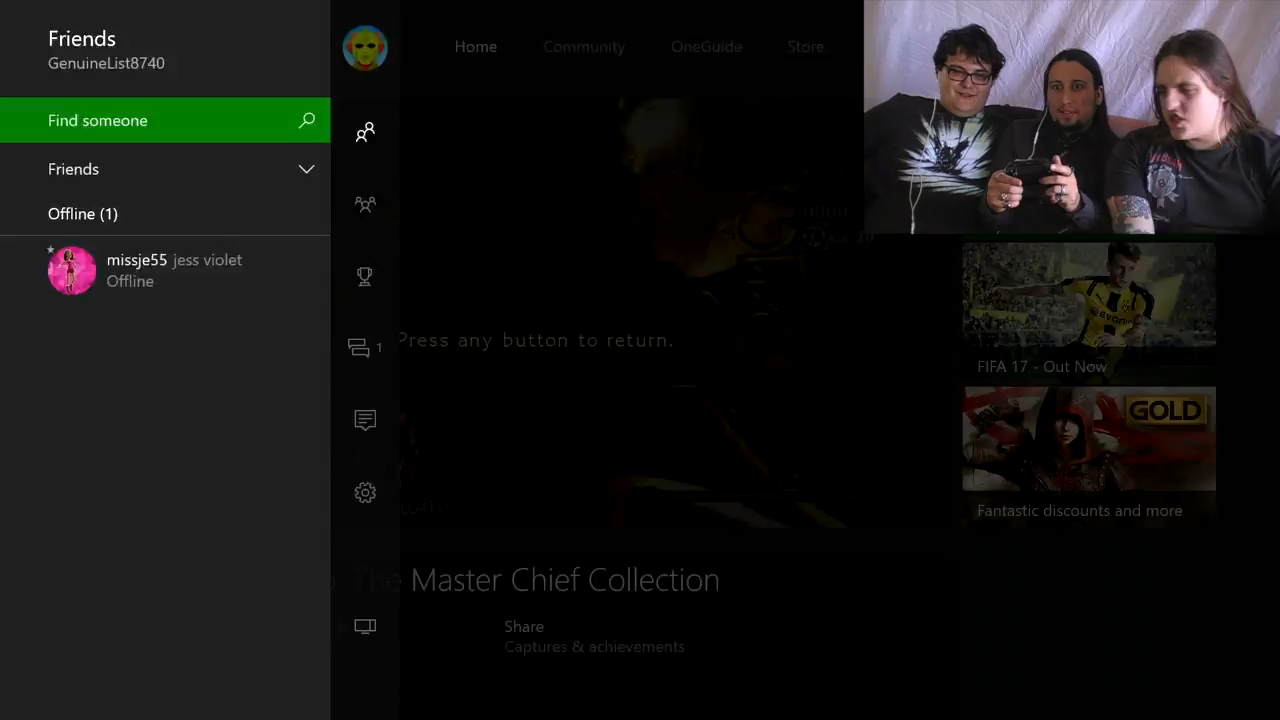 Friends
GenuineList8740
Find someone
Friends
Offline (1)
missje55 jess violet
Offline
1
Home
Community
OneGuide
Store
Press any button to return.
The Master Chief Collection
Share
Captures & achievements
evonik
FIFA 17 - Out Now
GOLD
Fantastic discounts and more